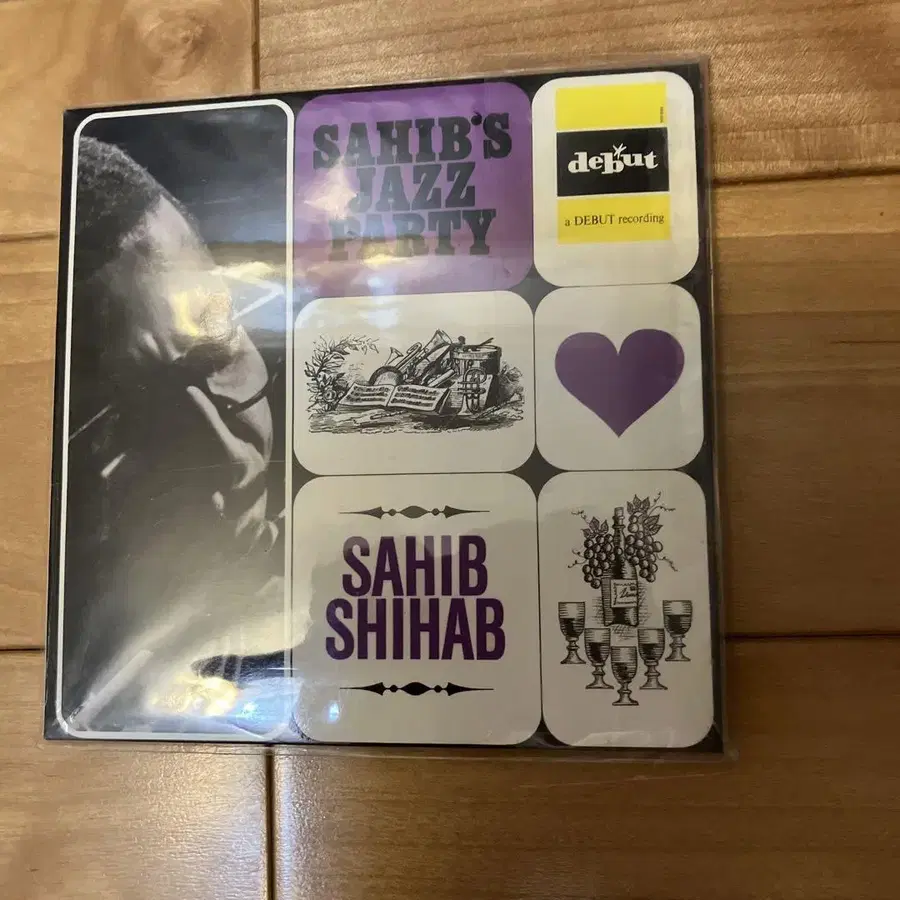 SAHIB'S
JAZZ
PARTY
debut
a DEBUT recording
SAHIB
SHIHAB